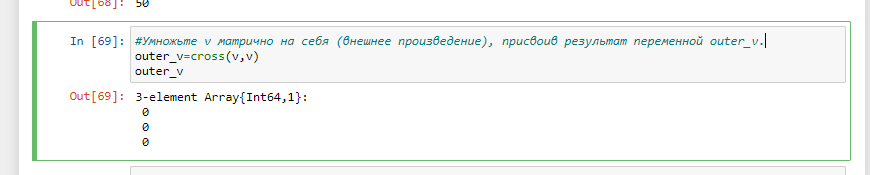 Out[68]: 50
In [69]: #Умножьте v матрично на себя (внешнее произведение), присвоив результат переменной outer_v.
outer_v=cross(v,v)
outer_v
Out[69]: 3-element Array{Int64,1}:
0
0
0